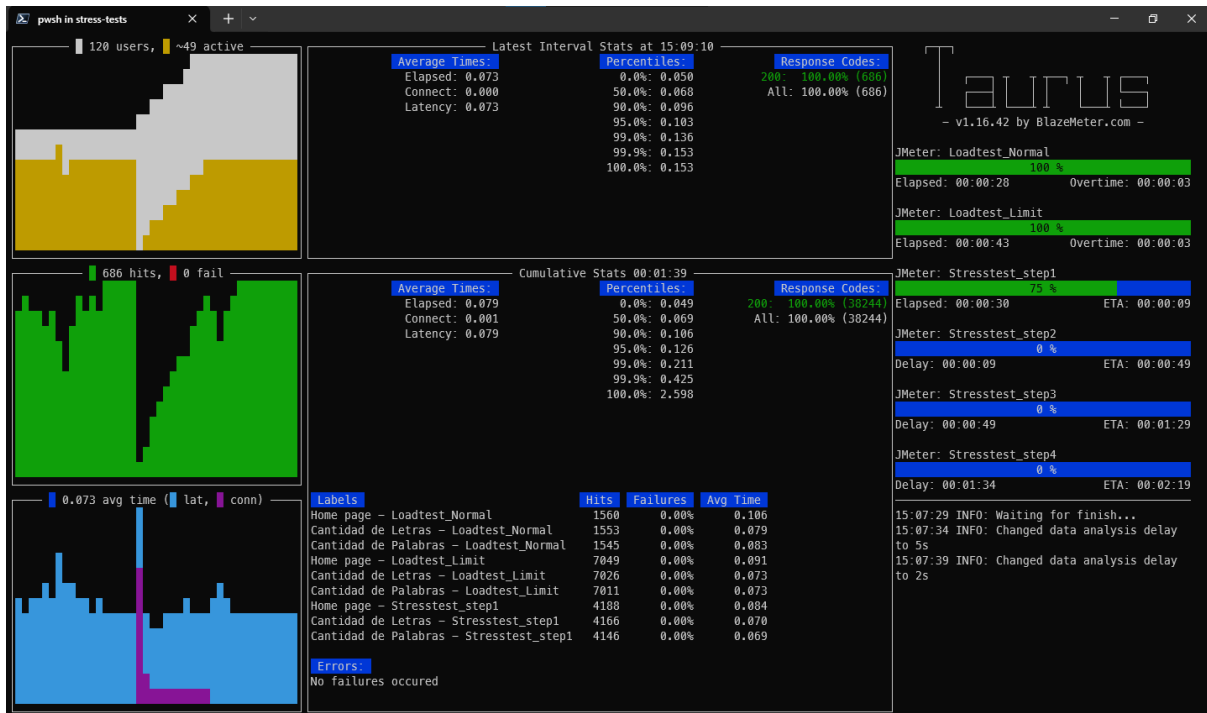 pwsh in stress-tests
120 users, ~49 active
Latest Interval Stats at 15:09:10
Average Times: Percentiles: Response Codes:
Elapsed: 0.073 0.0%: 0.050 200: 100.00% (686)
Connect: 0.000 50.0%: 0.068 All: 100.00% (686)
Latency: 0.073 90.0%: 0.096
95.0%: 0.103
99.0%: 0.136
99.9%: 0.153
100.0%: 0.153
686 hits, 0 fail
Cumulative Stats 00:01:39
Average Times: Percentiles: Response Codes:
Elapsed: 0.079 0.0%: 0.049 200: 100.00% (38244)
Connect: 0.001 50.0%: 0.069 All: 100.00% (38244)
Latency: 0.079 90.0%: 0.106
95.0%: 0.126
99.0%: 0.211
99.9%: 0.425
100.0%: 2.598
0.073 avg time (lat, conn)
Labels Hits Failures Avg Time
Home page – Loadtest_Normal 1560 0.00% 0.106
Cantidad de Letras – Loadtest_Normal 1553 0.00% 0.079
Cantidad de Palabras – Loadtest_Normal 1545 0.00% 0.083
Home page – Loadtest_Limit 7049 0.00% 0.091
Cantidad de Letras – Loadtest_Limit 7026 0.00% 0.073
Cantidad de Palabras – Loadtest_Limit 7011 0.00% 0.073
Home page – Stresstest_step1 4188 0.00% 0.084
Cantidad de Letras – Stresstest_step1 4166 0.00% 0.070
Cantidad de Palabras – Stresstest_step1 4146 0.00% 0.069
Errors:
No failures occured
Taurus
– v1.16.42 by BlazeMeter.com –
JMeter: Loadtest_Normal
100 %
Elapsed: 00:00:28 Overtime: 00:00:03
JMeter: Loadtest_Limit
100 %
Elapsed: 00:00:43 Overtime: 00:00:03
JMeter: Stresstest_step1
75 %
Elapsed: 00:00:30 ETA: 00:00:09
JMeter: Stresstest_step2
0 %
Delay: 00:00:09 ETA: 00:00:49
JMeter: Stresstest_step3
0 %
Delay: 00:00:49 ETA: 00:01:29
JMeter: Stresstest_step4
0 %
Delay: 00:01:34 ETA: 00:02:19
15:07:29 INFO: Waiting for finish...
15:07:34 INFO: Changed data analysis delay
to 5s
15:07:39 INFO: Changed data analysis delay
to 2s